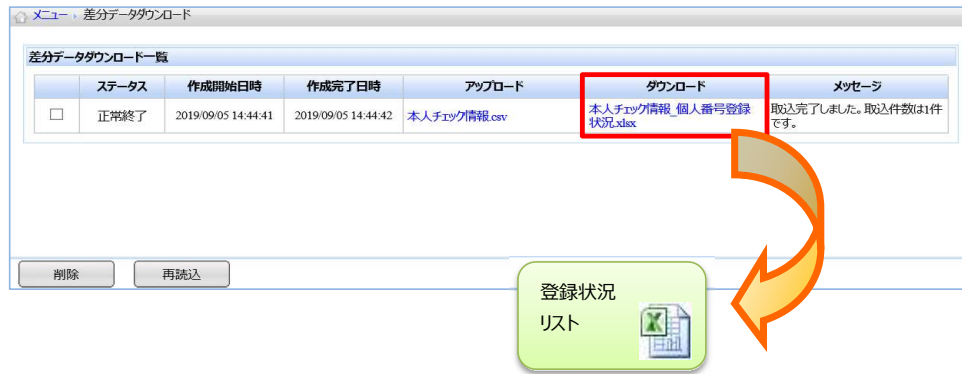 メニュー › 差分データダウンロード
差分データダウンロード一覧
ステータス 作成開始日時 作成完了日時 アップロード ダウンロード メッセージ
正常終了 2019/09/05 14:44:41 2019/09/05 14:44:42 本人チェック情報.csv 本人チェック情報_個人番号登録 取込完了しました。取込件数は1件
状況.xlsx です。
削除 再読込
登録状況
リスト